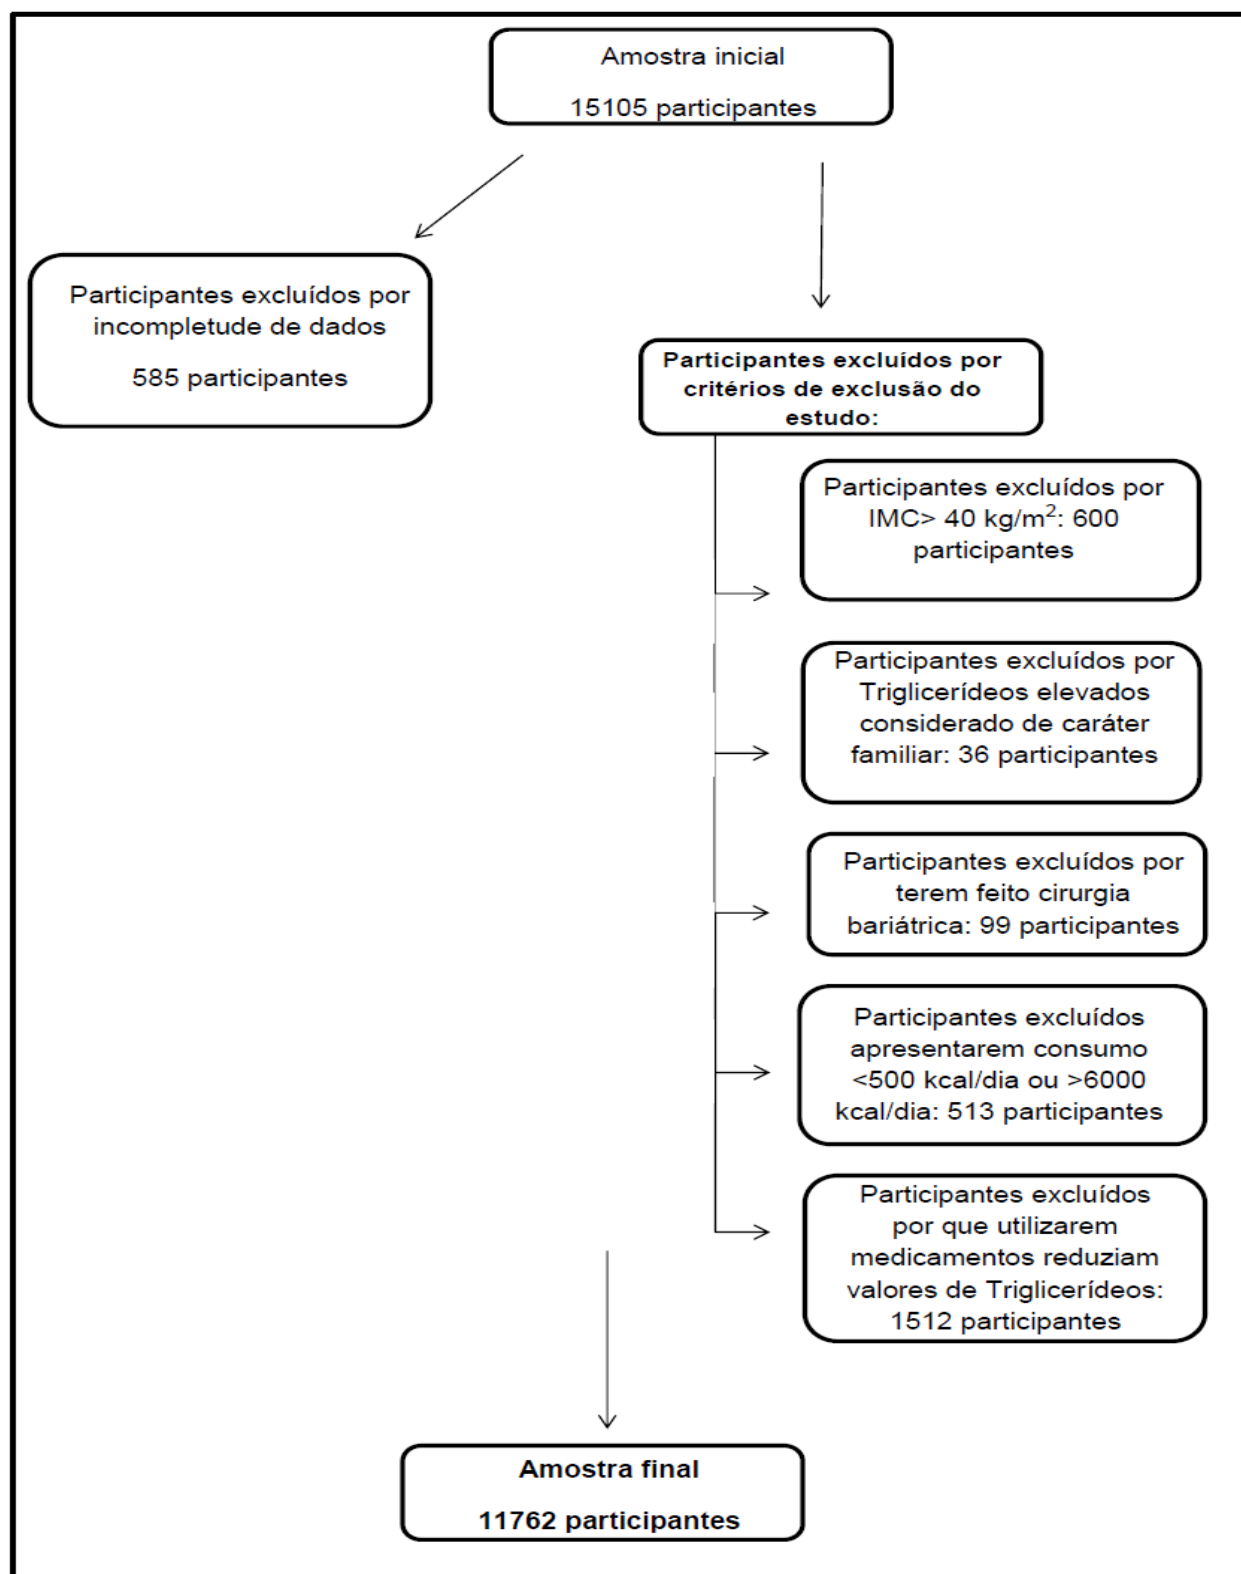 Amostra inicial
15105 participantes
Participantes excluídos por
incompletude de dados
585 participantes
Participantes excluídos por
critérios de exclusão do
estudo:
Participantes excluídos por
IMC> 40 kg/m²: 600
participantes
Participantes excluídos por
Triglicerídeos elevados
considerado de caráter
familiar: 36 participantes
Participantes excluídos por
terem feito cirurgia
bariátrica: 99 participantes
Participantes excluídos
apresentarem consumo
<500 kcal/dia ou >6000
kcal/dia: 513 participantes
Participantes excluídos
por que utilizarem
medicamentos reduziam
valores de Triglicerídeos:
1512 participantes
Amostra final
11762 participantes